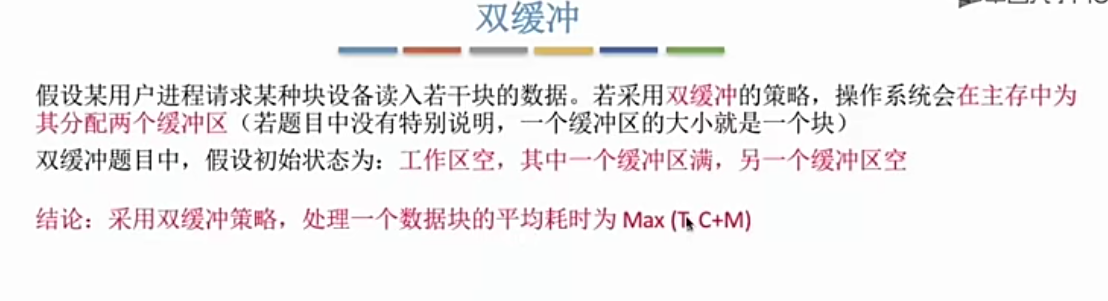 双缓冲
假设某用户进程请求某种块设备读入若干块的数据。若采用双缓冲的策略，操作系统会在主存中为
其分配两个缓冲区（若题目中没有特别说明，一个缓冲区的大小就是一个块）
双缓冲题目中，假设初始状态为：工作区空，其中一个缓冲区满，另一个缓冲区空
结论：采用双缓冲策略，处理一个数据块的平均耗时为 Max (T, C+M)